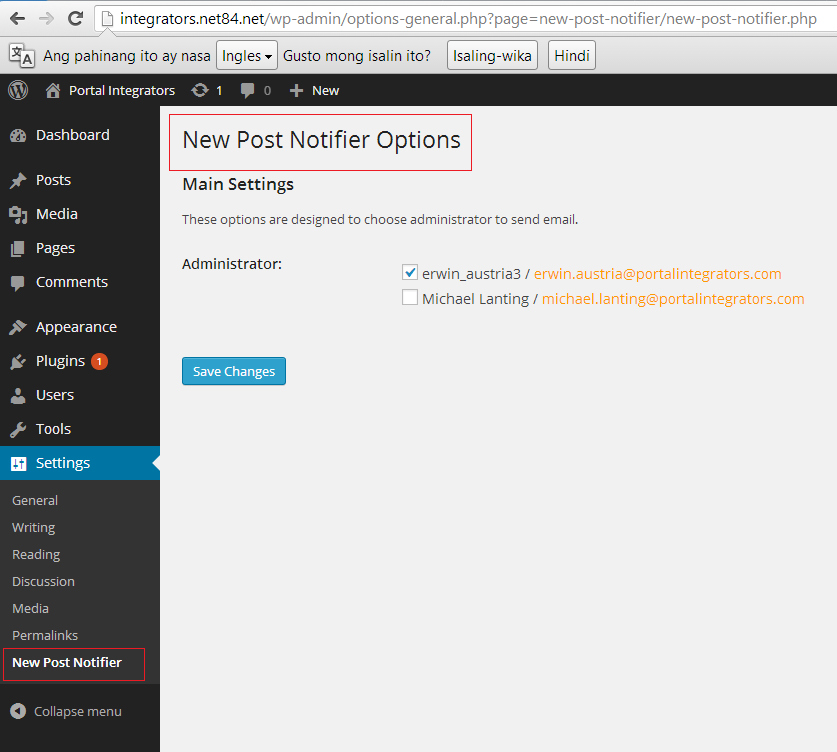 integrators.net84.net/wp-admin/options-general.php?page=new-post-notifier/new-post-notifier.php
Ang pahinang ito ay nasa Ingles Gusto mong isalin ito? Isaling-wika Hindi
Portal Integrators 1 0 New
Dashboard
Posts
Media
Pages
Comments
Appearance
Plugins 1
Users
Tools
Settings
General
Writing
Reading
Discussion
Media
Permalinks
New Post Notifier
Collapse menu
New Post Notifier Options
Main Settings
These options are designed to choose administrator to send email.
Administrator:
erwin_austria3 / erwin.austria@portalintegrators.com
Michael Lanting / michael.lanting@portalintegrators.com
Save Changes